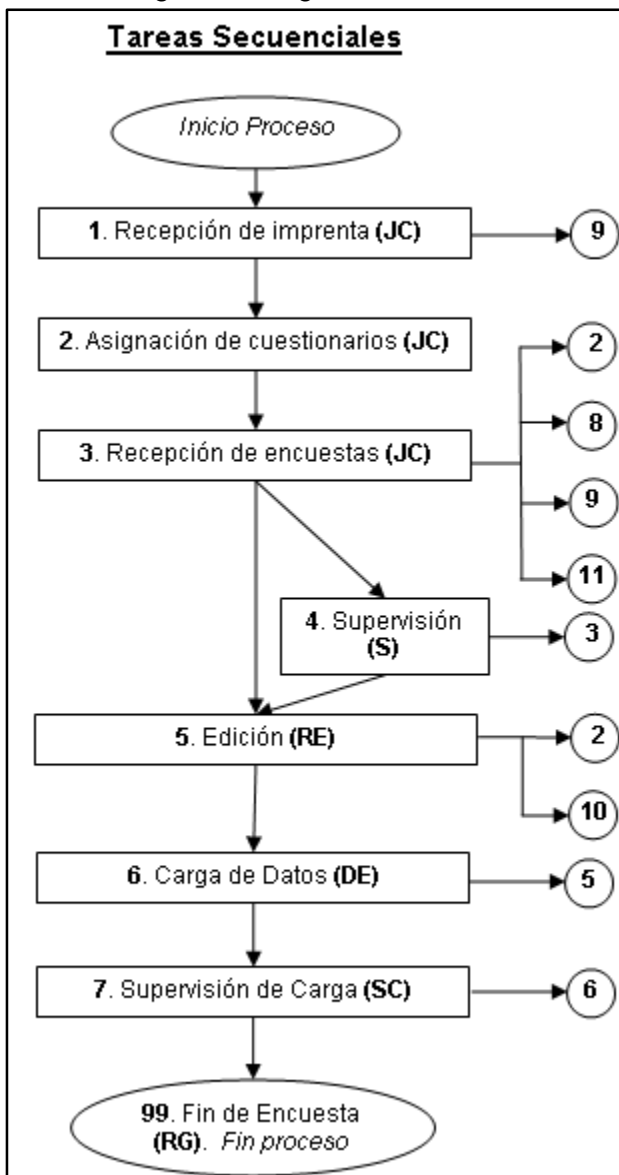 Tareas Secuenciales
Inicio Proceso
1. Recepción de imprenta (JC)
9
2. Asignación de cuestionarios (JC)
2
8
3. Recepción de encuestas (JC)
9
11
4. Supervisión
(S)
3
5. Edición (RE)
2
10
6. Carga de Datos (DE)
5
7. Supervisión de Carga (SC)
6
99. Fin de Encuesta
(RG). Fin proceso